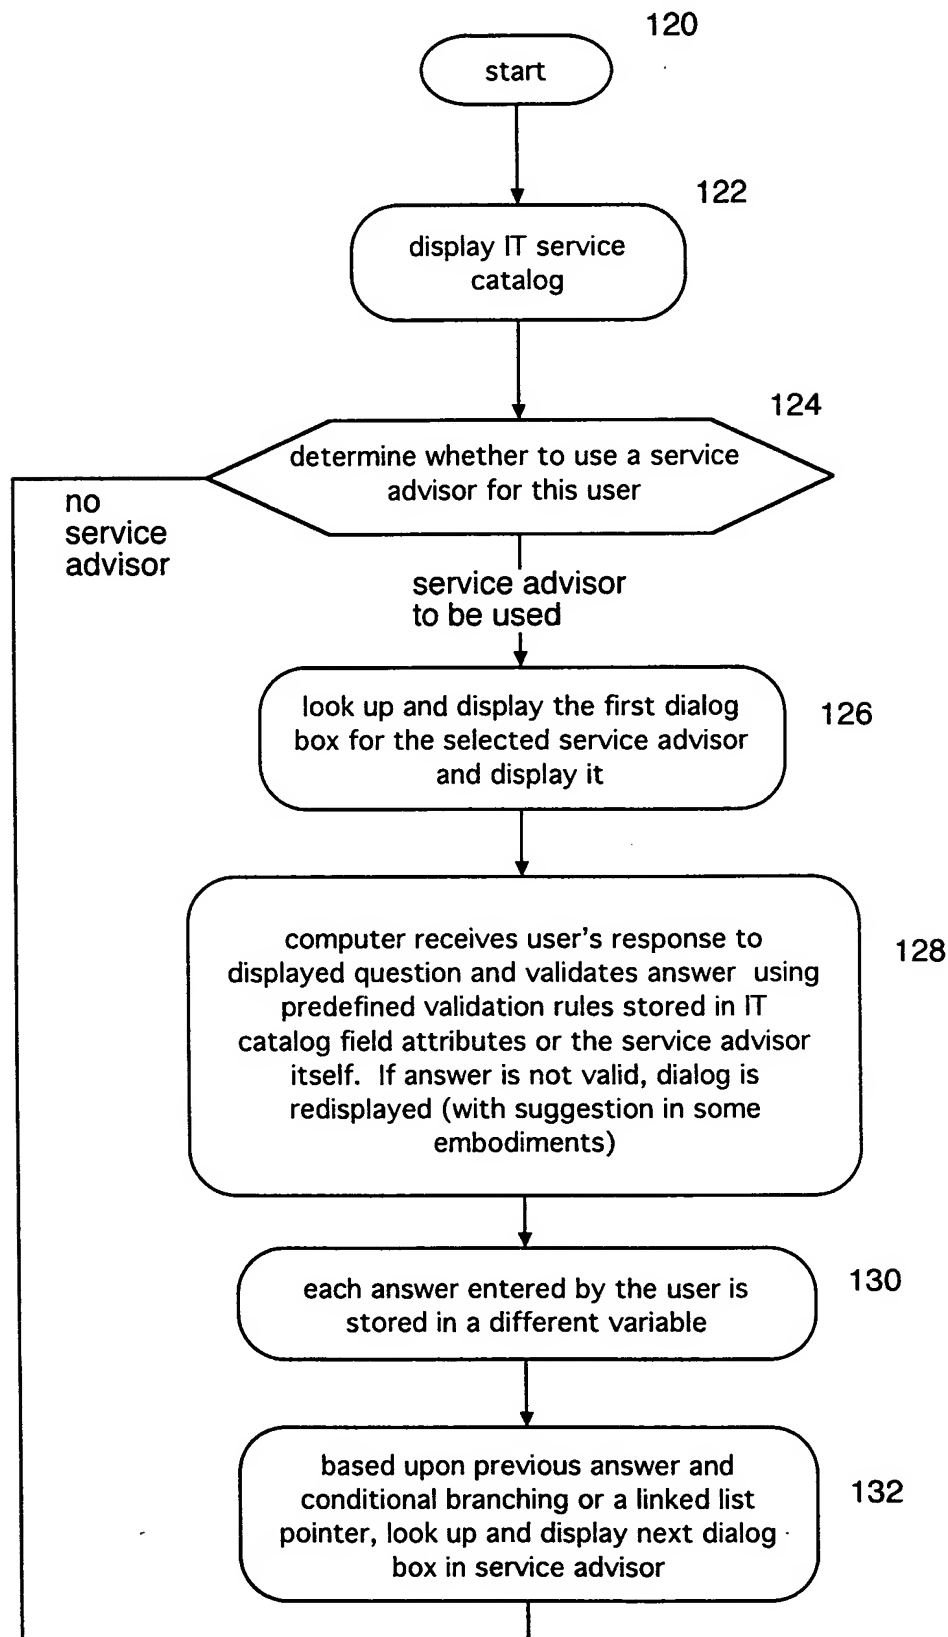 120
start
122
display IT service
catalog
124
determine whether to use a service
advisor for this user
no
service
advisor
service advisor
to be used
look up and display the first dialog
box for the selected service advisor
and display it
126
computer receives user's response to
displayed question and validates answer using
predefined validation rules stored in IT
catalog field attributes or the service advisor
itself. If answer is not valid, dialog is
redisplayed (with suggestion in some
embodiments)
128
each answer entered by the user is
stored in a different variable
130
based upon previous answer and
conditional branching or a linked list
pointer, look up and display next dialog
box in service advisor
132